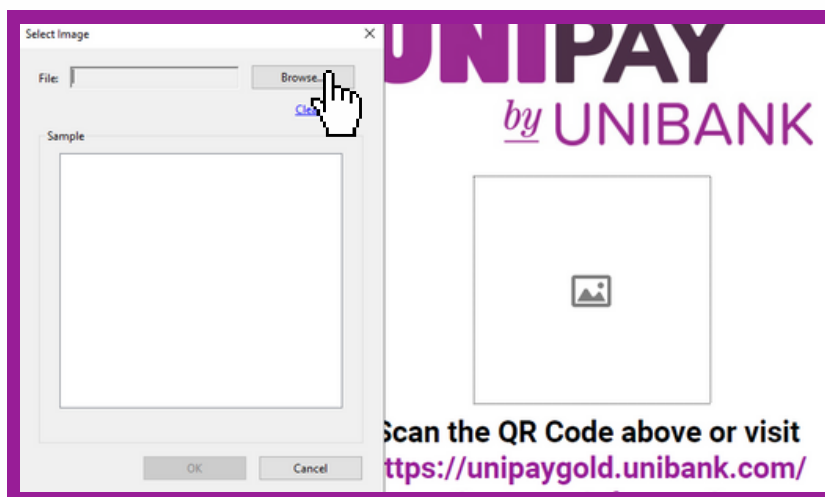 Select Image
File:
Browse...
Sample
OK
Cancel
UNIPAY
by UNIBANK
Scan the QR Code above or visit
https://unipaygold.unibank.com/